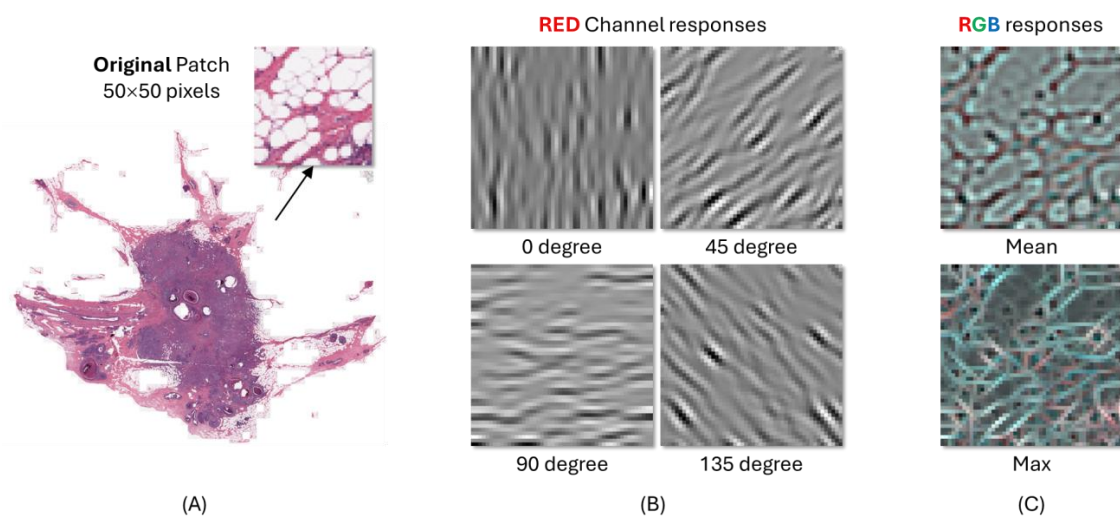 RED Channel responses
RGB responses
Original Patch
50×50 pixels
0 degree
45 degree
Mean
90 degree
135 degree
Max
(A)
(B)
(C)